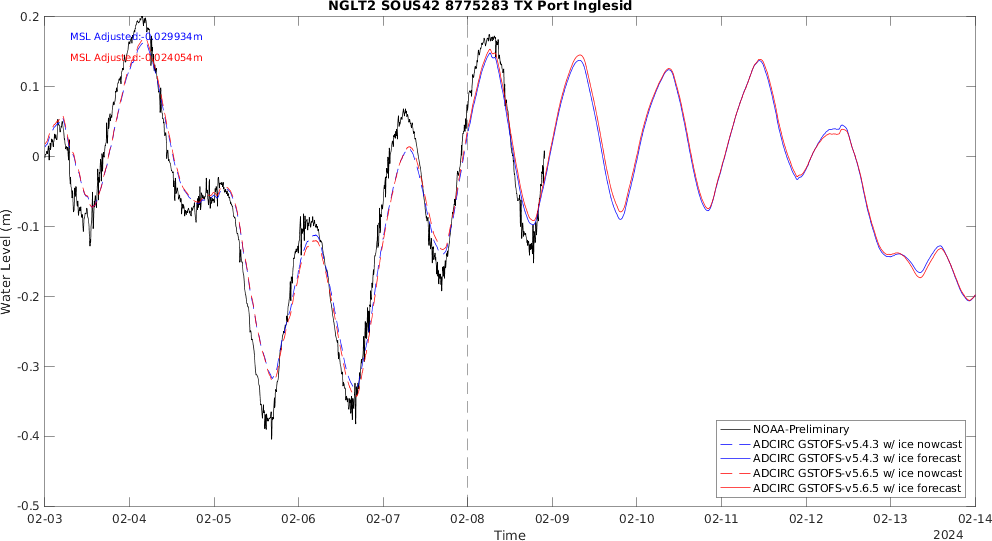 NGLT2 SOUS42 8775283 TX Port Inglesid
MSL Adjusted:-0.029934m
MSL Adjusted:-0.024054m
0.2
0.1
0
-0.1
-0.2
-0.3
-0.4
-0.5
Water Level (m)
NOAA-Preliminary
ADCIRC GSTOFS-v5.4.3 w/ ice nowcast
ADCIRC GSTOFS-v5.4.3 w/ ice forecast
ADCIRC GSTOFS-v5.6.5 w/ ice nowcast
ADCIRC GSTOFS-v5.6.5 w/ ice forecast
02-03 02-04 02-05 02-06 02-07 02-08 02-09 02-10 02-11 02-12 02-13 02-14
Time
2024